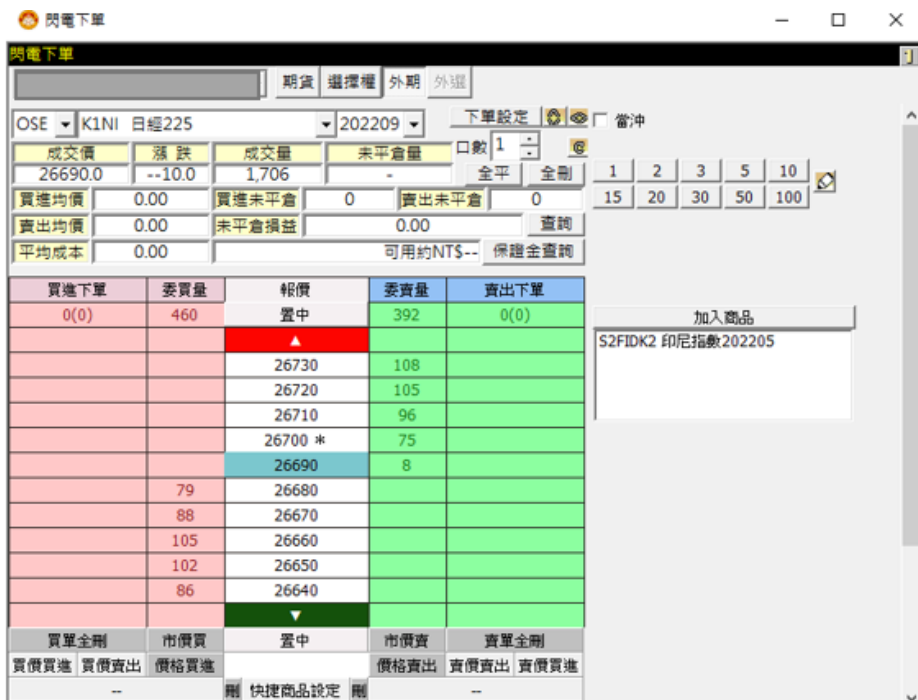 閃電下單
閃電下單
期貨 選擇權 外期 外選
OSE K1NI 日經225 202209 下單設定 當沖
成交價 漲 跌 成交量 未平倉量 口數 1
26690.0 --10.0 1,706 - 全平 全刪 1 2 3 5 10
買進均價 0.00 買進未平倉 0 賣出未平倉 0 15 20 30 50 100
賣出均價 0.00 未平倉損益 0.00 查詢
平均成本 0.00 可用約NT$-- 保證金查詢
買進下單 委買量 報價 委賣量 賣出下單
0(0) 460 置中 392 0(0) 加入商品
S2FIDK2 印尼指數202205
26730 108
26720 105
26710 96
26700 * 75
26690 8
79 26680
88 26670
105 26660
102 26650
86 26640
買單全刪 市價買 置中 市價賣 賣單全刪
買價買進 買價賣出 價格買進 價格賣出 賣價賣出 賣價買進
-- 刪 快捷商品設定 刪 --